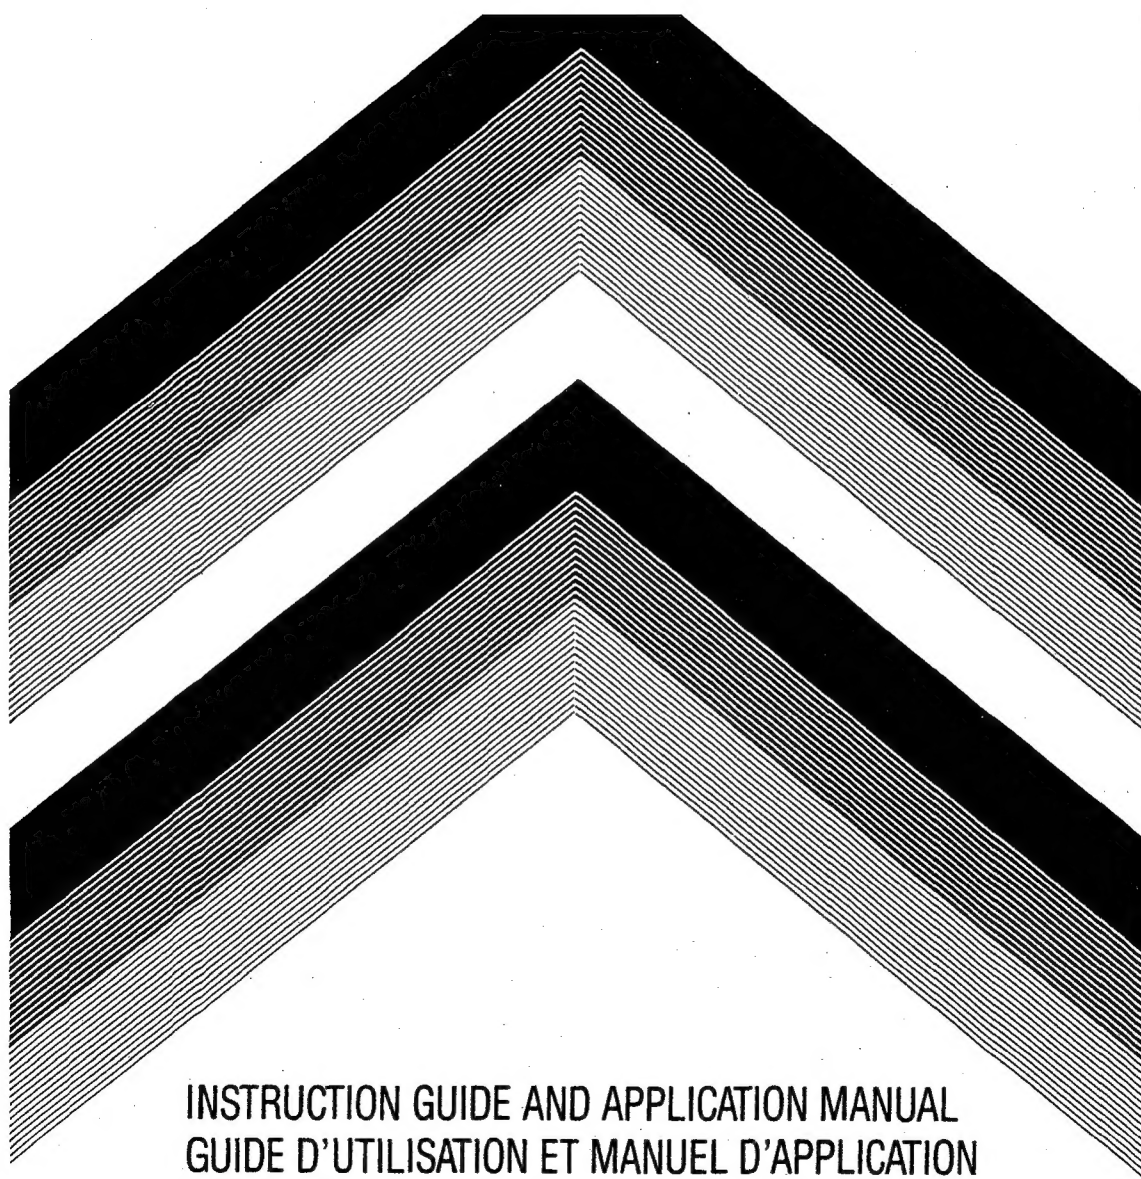 INSTRUCTION GUIDE AND APPLICATION MANUAL
GUIDE D'UTILISATION ET MANUEL D'APPLICATION